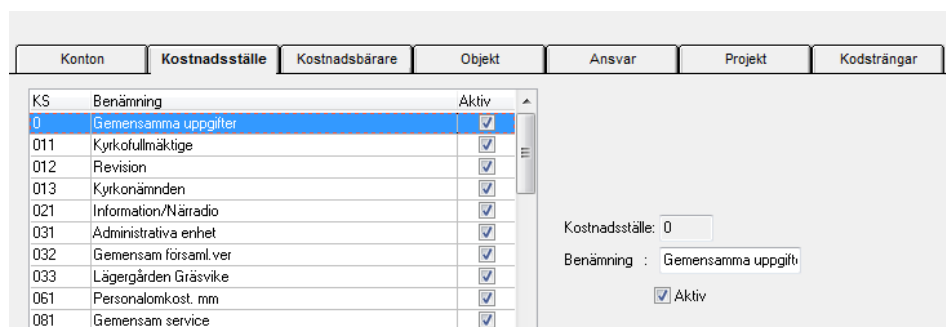 Konton Kostnadsställe Kostnadsbärare Objekt Ansvar Projekt Kodsträngar
KS Benämning Aktiv
0 Gemensamma uppgifter
011 Kyrkofullmäktige
012 Revision
013 Kyrkonämnden
021 Information/Närradio
031 Administrativa enhet
032 Gemensam församl.ver
033 Lägergården Gräsvike
061 Personalomkost. mm
081 Gemensam service
Kostnadsställe: 0
Benämning : Gemensamma uppgift
Aktiv